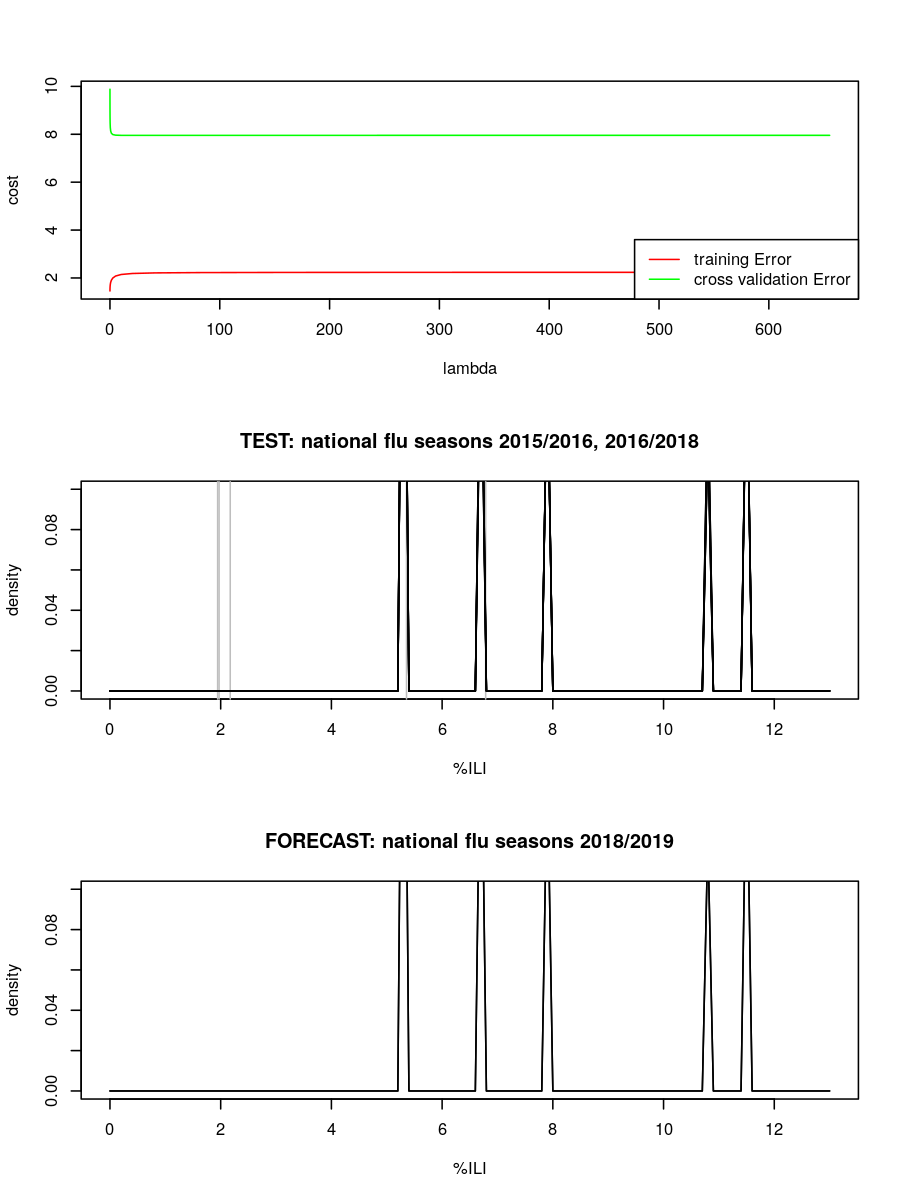 10
8
6
4
2
cost
training Error
cross validation Error
0 100 200 300 400 500 600
lambda
TEST: national flu seasons 2015/2016, 2016/2018
0.08
0.04
0.00
density
0 2 4 6 8 10 12
%ILI
FORECAST: national flu seasons 2018/2019
0.08
0.04
0.00
density
0 2 4 6 8 10 12
%ILI